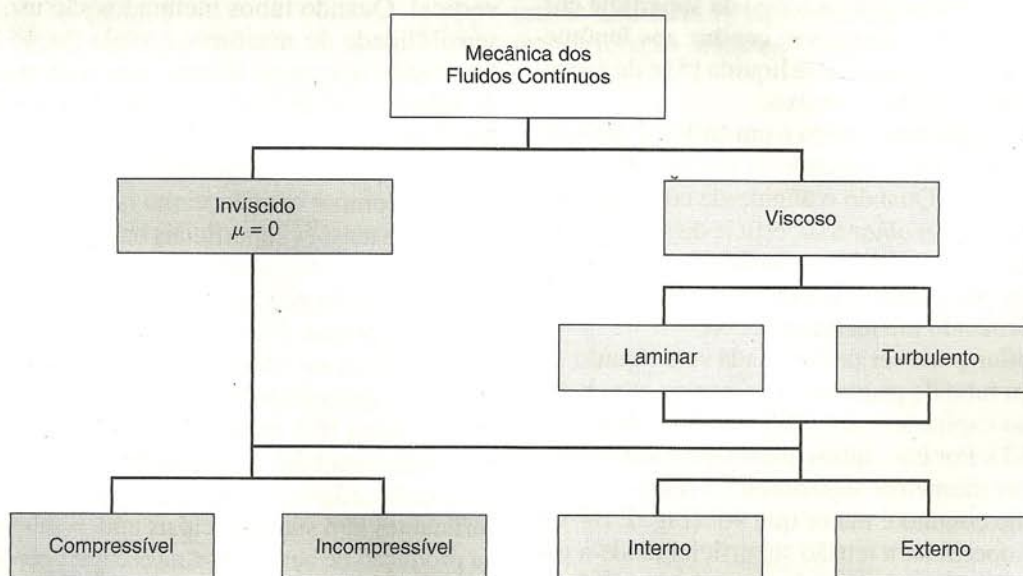 Mecânica dos
Fluidos Contínuos
Invíscido
μ = 0
Viscoso
Laminar
Turbulento
Compressível
Incompressível
Interno
Externo